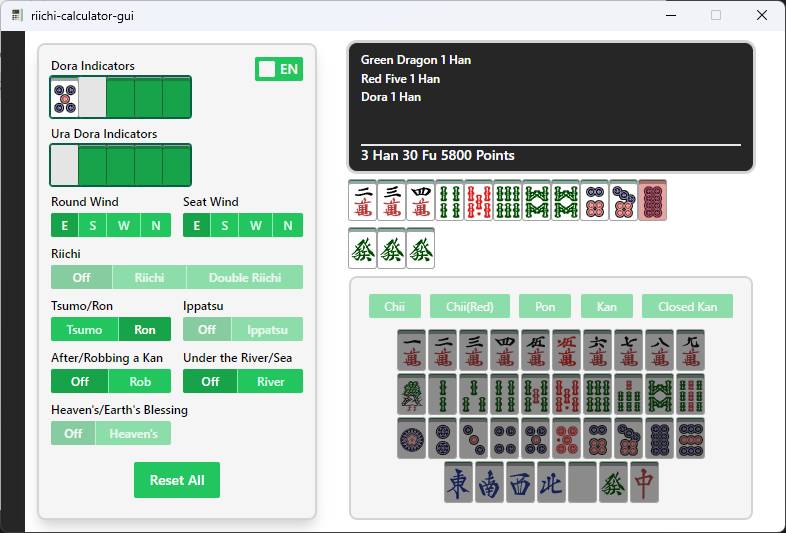 riichi-calculator-gui
Dora Indicators
EN
Ura Dora Indicators
Round Wind
Seat Wind
E S W N
E S W N
Riichi
Off Riichi Double Riichi
Tsumo/Ron
Ippatsu
Tsumo Ron
Off Ippatsu
After/Robbing a Kan
Under the River/Sea
Off Rob
Off River
Heaven's/Earth's Blessing
Off Heaven's
Reset All
Green Dragon 1 Han
Red Five 1 Han
Dora 1 Han
3 Han 30 Fu 5800 Points
二萬 三萬 四萬
發 發 發
Chii Chii(Red) Pon Kan Closed Kan
一萬 二萬 三萬 四萬 伍萬 伍萬 六萬 七萬 八萬 九萬
東 南 西 北 發 中